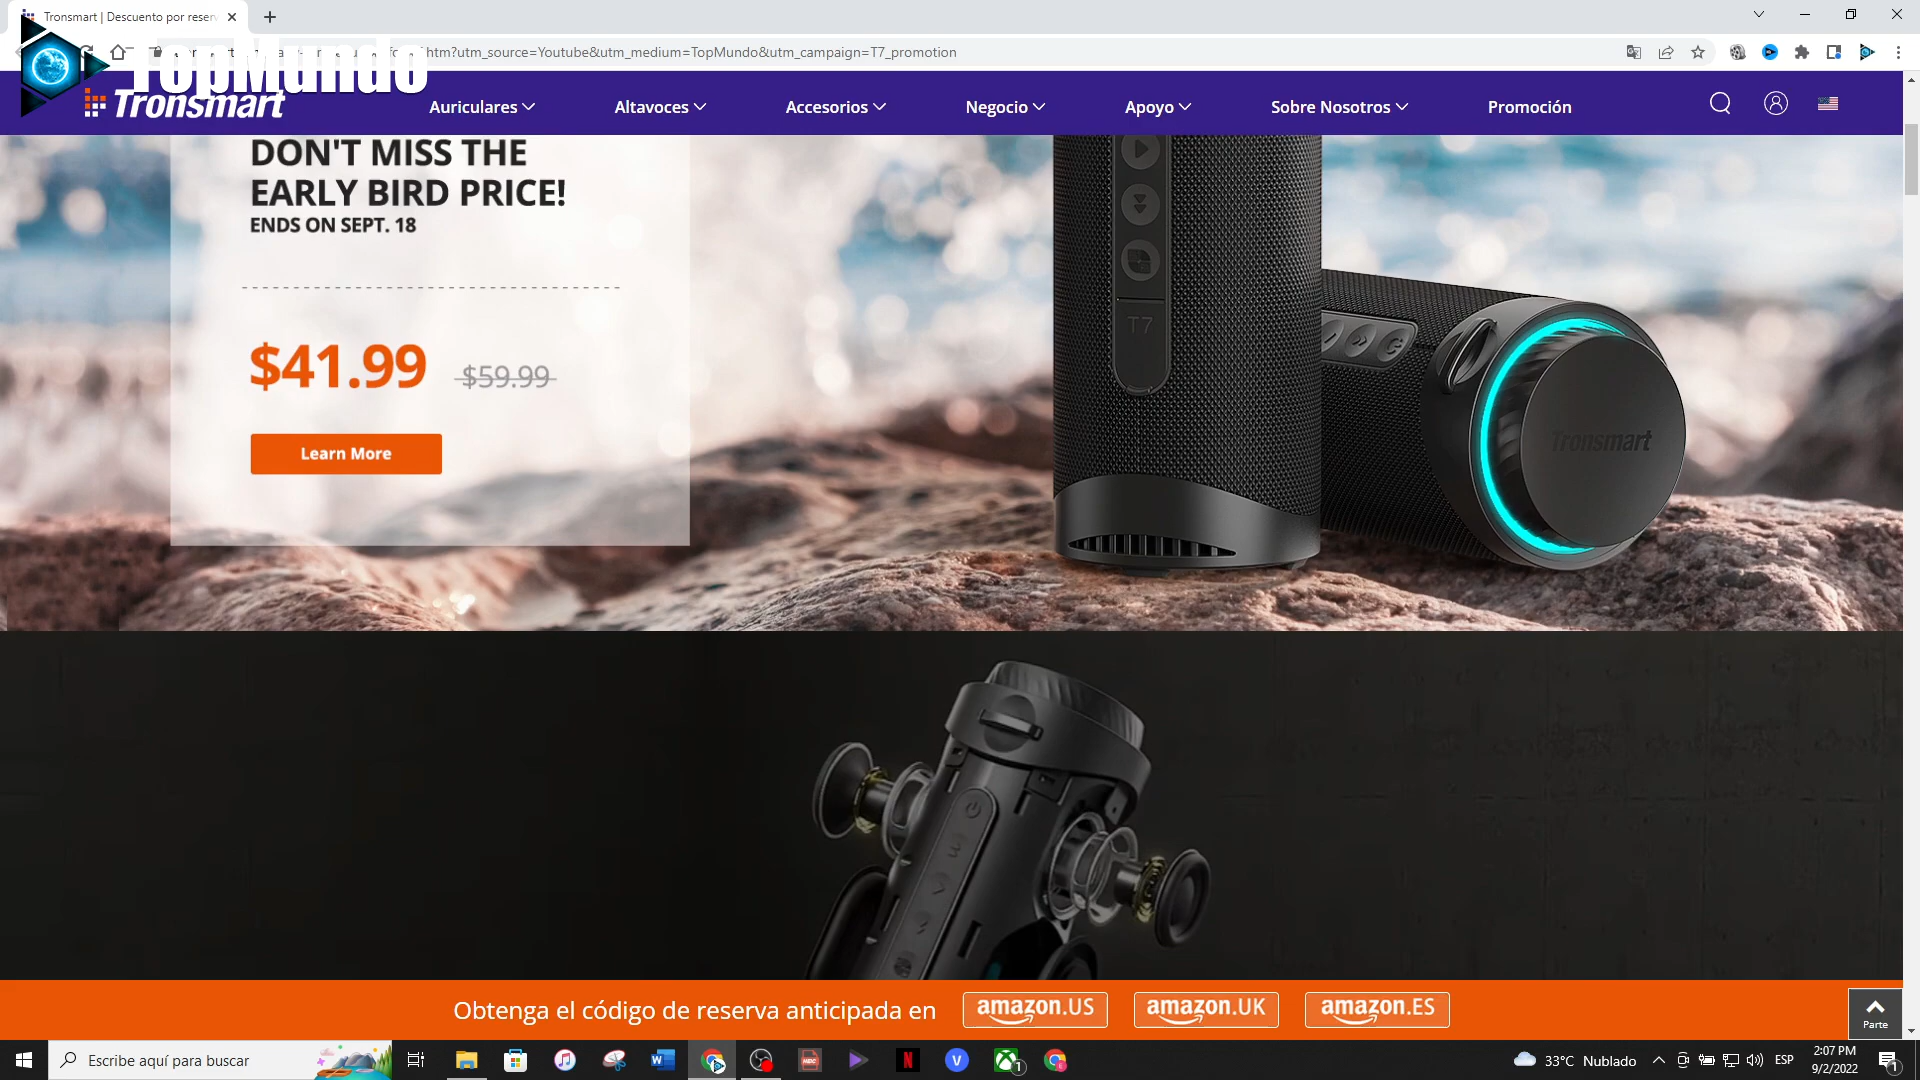 Tronsmart | Descuento por reser
htm?utm_source=Youtube&utm_medium=TopMundo&utm_campaign=T7_promotion
TopMundo
Tronsmart
Auriculares
Altavoces
Accesorios
Negocio
Apoyo
Sobre Nosotros
Promoción
DON'T MISS THE
EARLY BIRD PRICE!
ENDS ON SEPT. 18
$41.99 $59.99
Learn More
T7
Tronsmart
Obtenga el código de reserva anticipada en
amazon.US
amazon.UK
amazon.ES
Parte
Escribe aquí para buscar
33°C Nublado
ESP
2:07 PM
9/2/2022